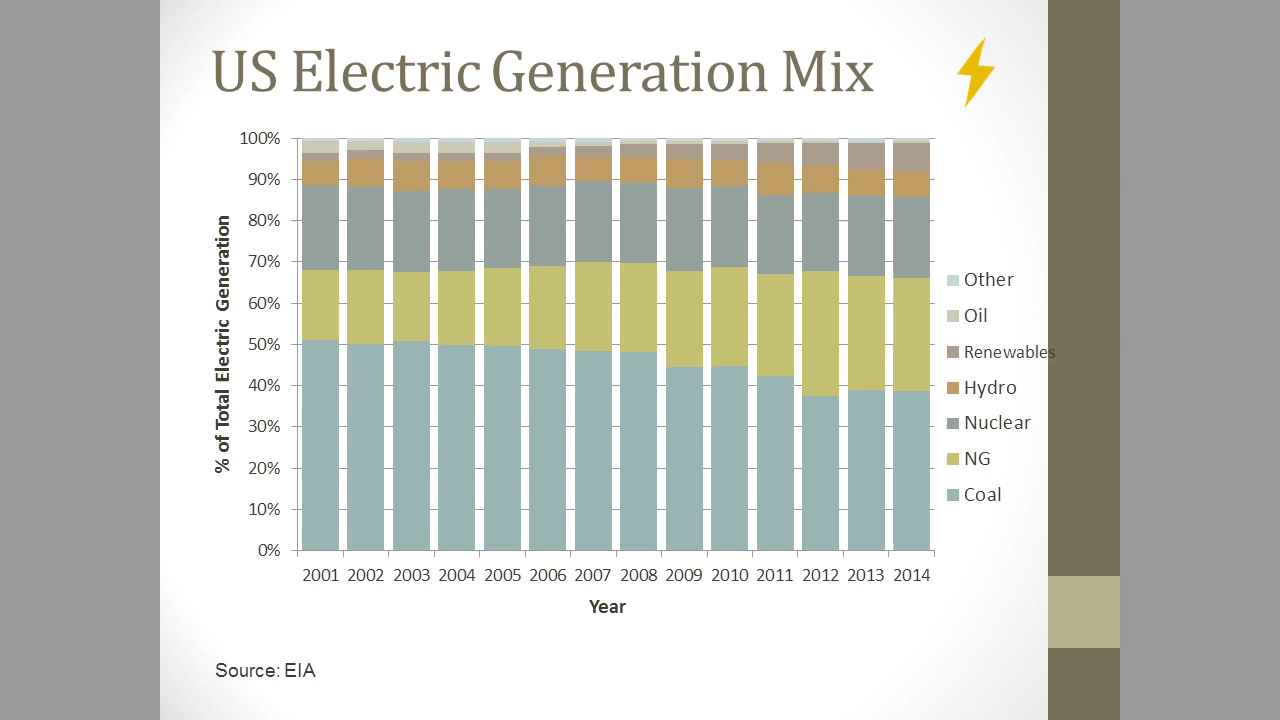 US Electric Generation Mix
% of Total Electric Generation
100%
90%
80%
70%
60%
50%
40%
30%
20%
10%
0%
2001 2002 2003 2004 2005 2006 2007 2008 2009 2010 2011 2012 2013 2014
Year
Other
Oil
Renewables
Hydro
Nuclear
NG
Coal
Source: EIA